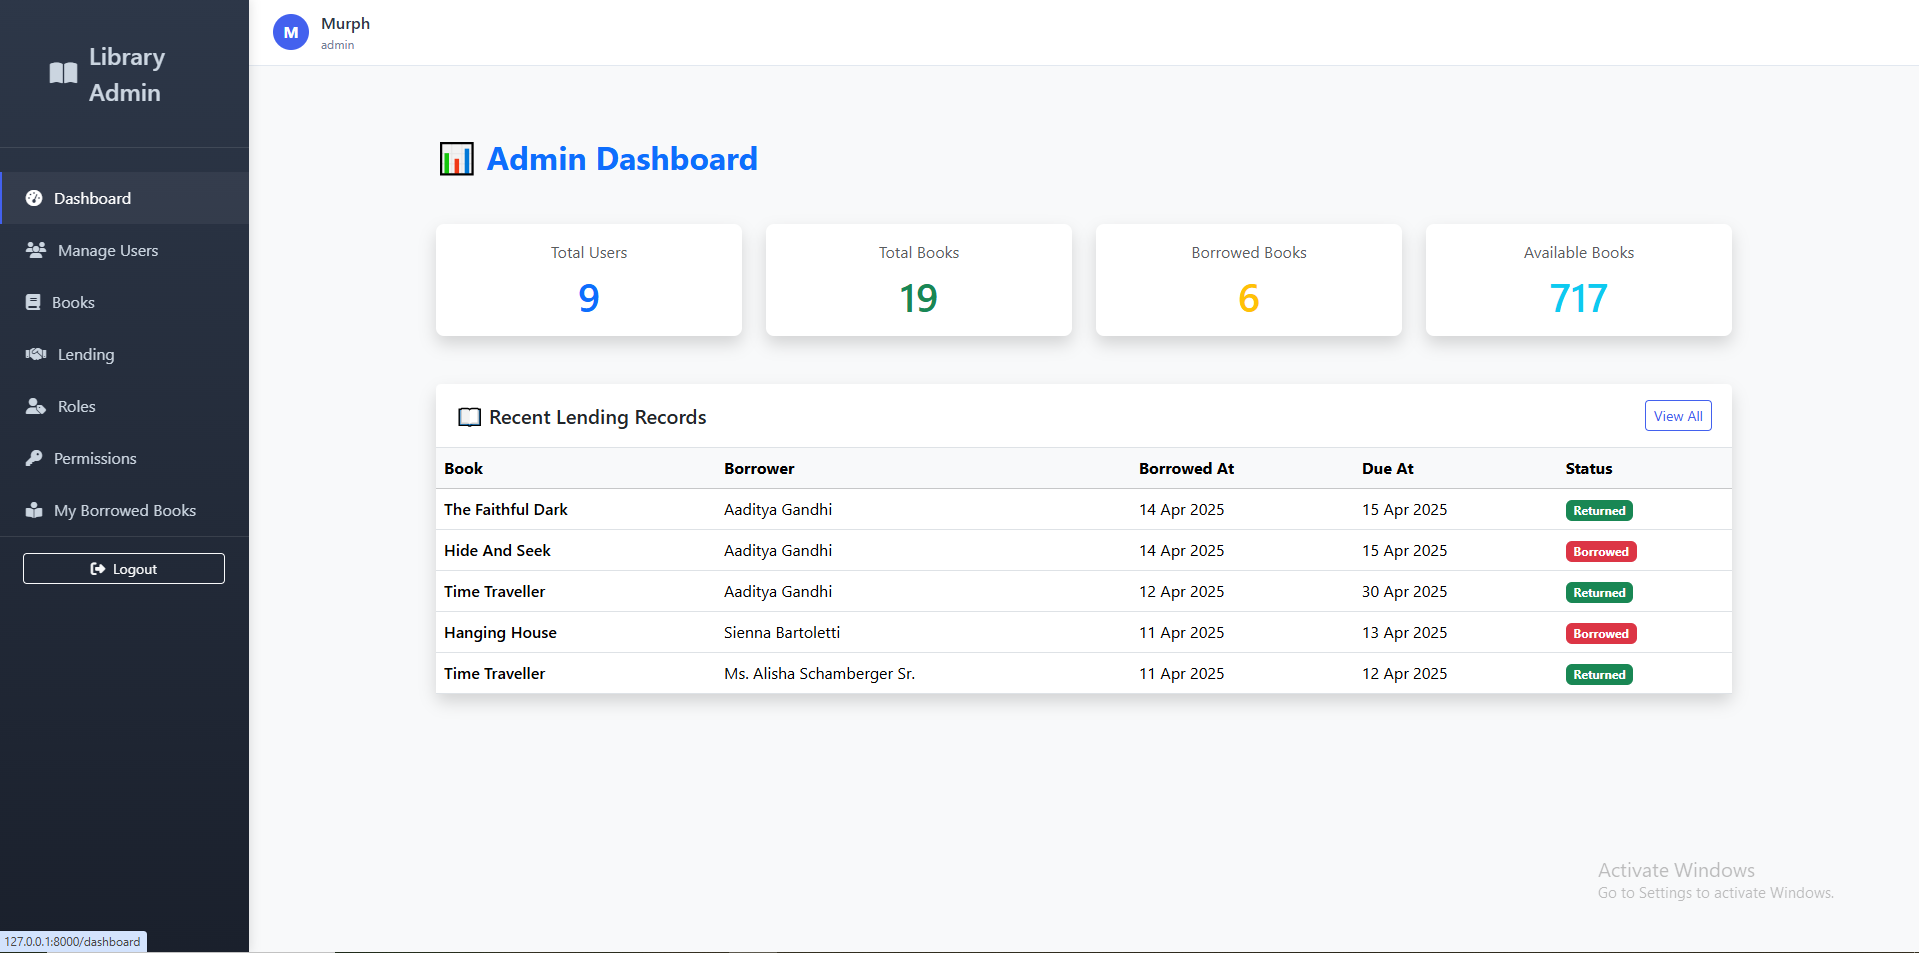 Library
Admin
Dashboard
Manage Users
Books
Lending
Roles
Permissions
My Borrowed Books
Logout
M
Murph
admin
Admin Dashboard
Total Users
9
Total Books
19
Borrowed Books
6
Available Books
717
Recent Lending Records
View All
Book Borrower Borrowed At Due At Status
The Faithful Dark Aaditya Gandhi 14 Apr 2025 15 Apr 2025 Returned
Hide And Seek Aaditya Gandhi 14 Apr 2025 15 Apr 2025 Borrowed
Time Traveller Aaditya Gandhi 12 Apr 2025 30 Apr 2025 Returned
Hanging House Sienna Bartoletti 11 Apr 2025 13 Apr 2025 Borrowed
Time Traveller Ms. Alisha Schamberger Sr. 11 Apr 2025 12 Apr 2025 Returned
Activate Windows
Go to Settings to activate Windows.
127.0.0.1:8000/dashboard